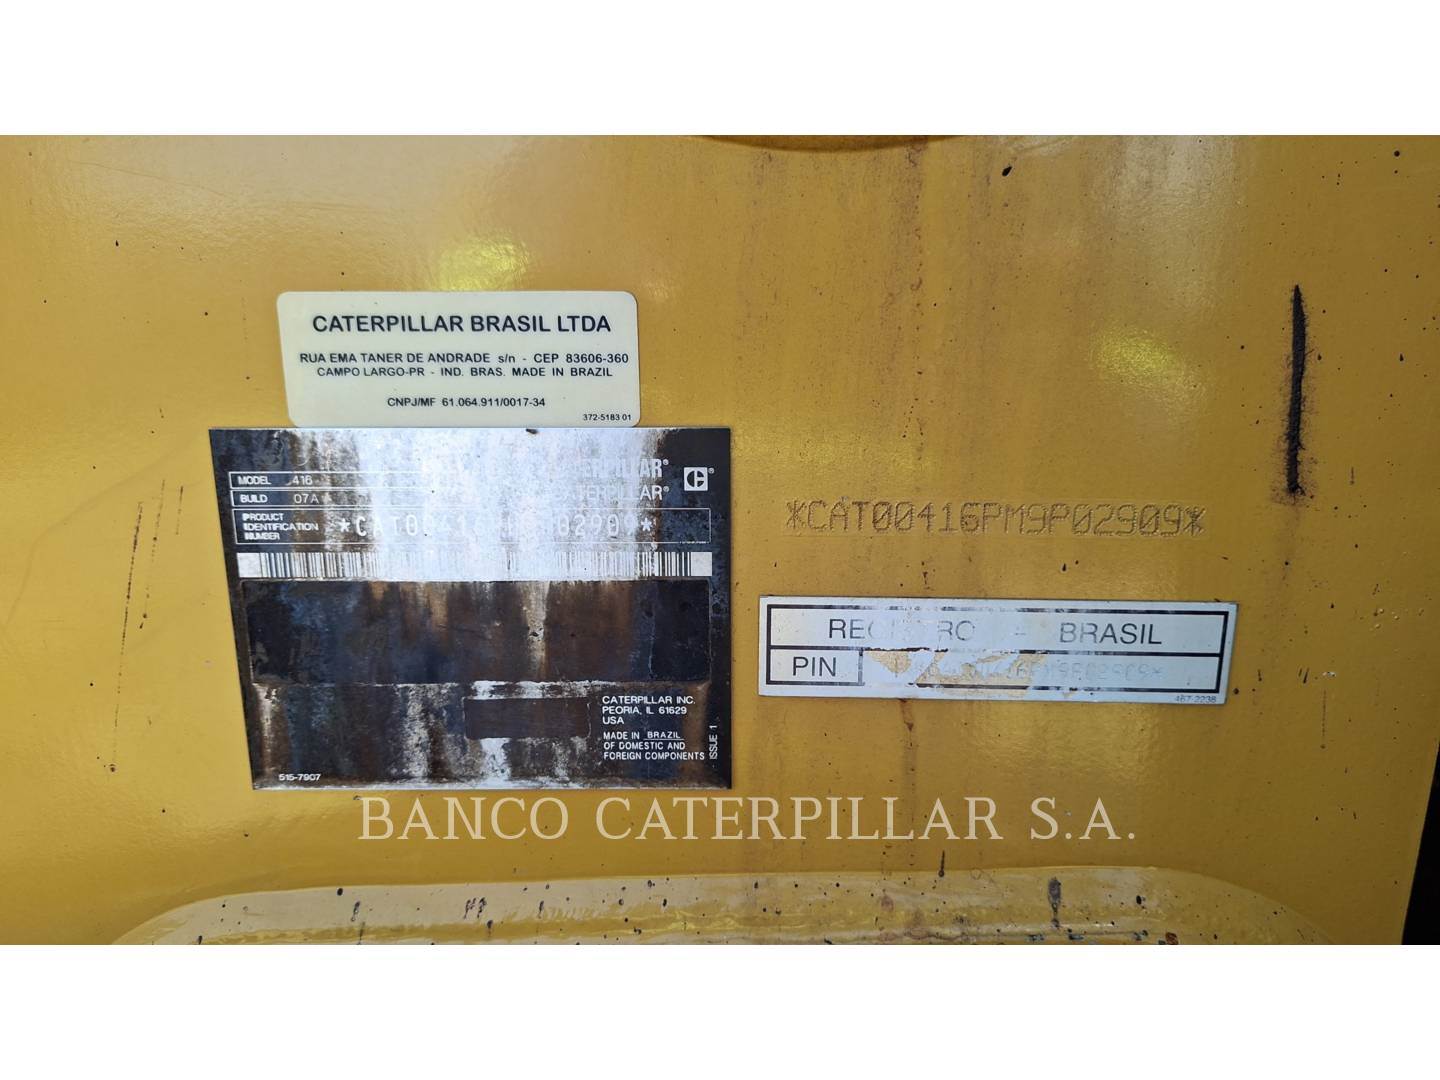 CATERPILLAR BRASIL LTDA
RUA EMA TANER DE ANDRADE s/n - CEP 83606-360
CAMPO LARGO-PR - IND. BRAS. MADE IN BRAZIL
CNPJ/MF 61.064.911/0017-34
372-5183 01
MODEL 416
BUILD 07A
CATERPILLAR®
PRODUCT
IDENTIFICATION
NUMBER
CATERPILLAR INC.
PEORIA, IL 61629
USA
MADE IN BRAZIL
OF DOMESTIC AND
FOREIGN COMPONENTS
ISSUE 1
515-7907
*CAT00416PM9P02909*
REGISTRO - BRASIL
PIN
467-2238
BANCO CATERPILLAR S.A.